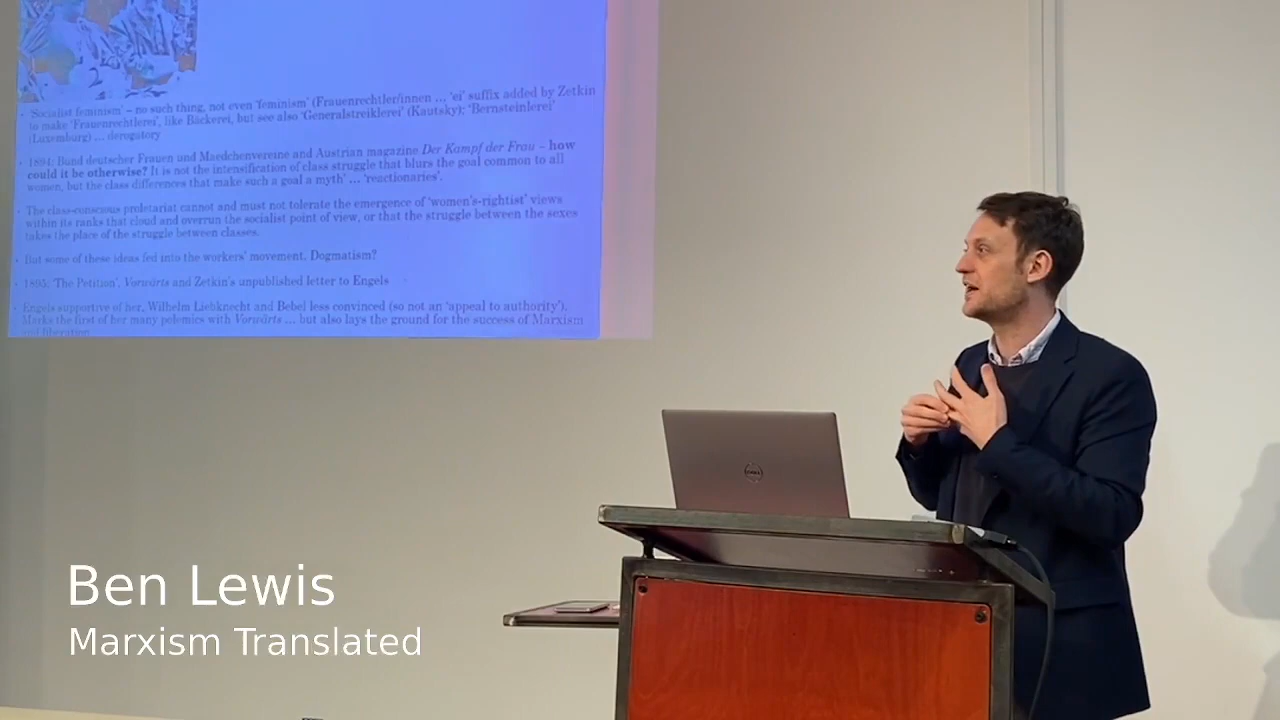 'Socialist feminism' – no such thing, not even 'feminism' (Frauenrechtler/innen ... 'ei' suffix added by Zetkin
to make 'Frauenrechtlerei', like Bäckerei, but see also 'Generalstreiklerei' (Kautsky); 'Bernsteinlerei'
(Luxemburg) ... derogatory
1894: Bund deutscher Frauen und Maedchenvereine and Austrian magazine Der Kampf der Frau – how
could it be otherwise? It is not the intensification of class struggle that blurs the goal common to all
women, but the class differences that make such a goal a myth' ... 'reactionaries'.
The class-conscious proletariat cannot and must not tolerate the emergence of 'women's-rightist' views
within its ranks that cloud and overrun the socialist point of view, or that the struggle between the sexes
takes the place of the struggle between classes.
But some of these ideas fed into the workers' movement. Dogmatism?
1895: 'The Petition', Vorwärts and Zetkin's unpublished letter to Engels
Engels supportive of her, Wilhelm Liebknecht and Bebel less convinced (so not an 'appeal to authority').
Marks the first of her many polemics with Vorwärts ... but also lays the ground for the success of Marxism
and liberation
DELL
Ben Lewis
Marxism Translated